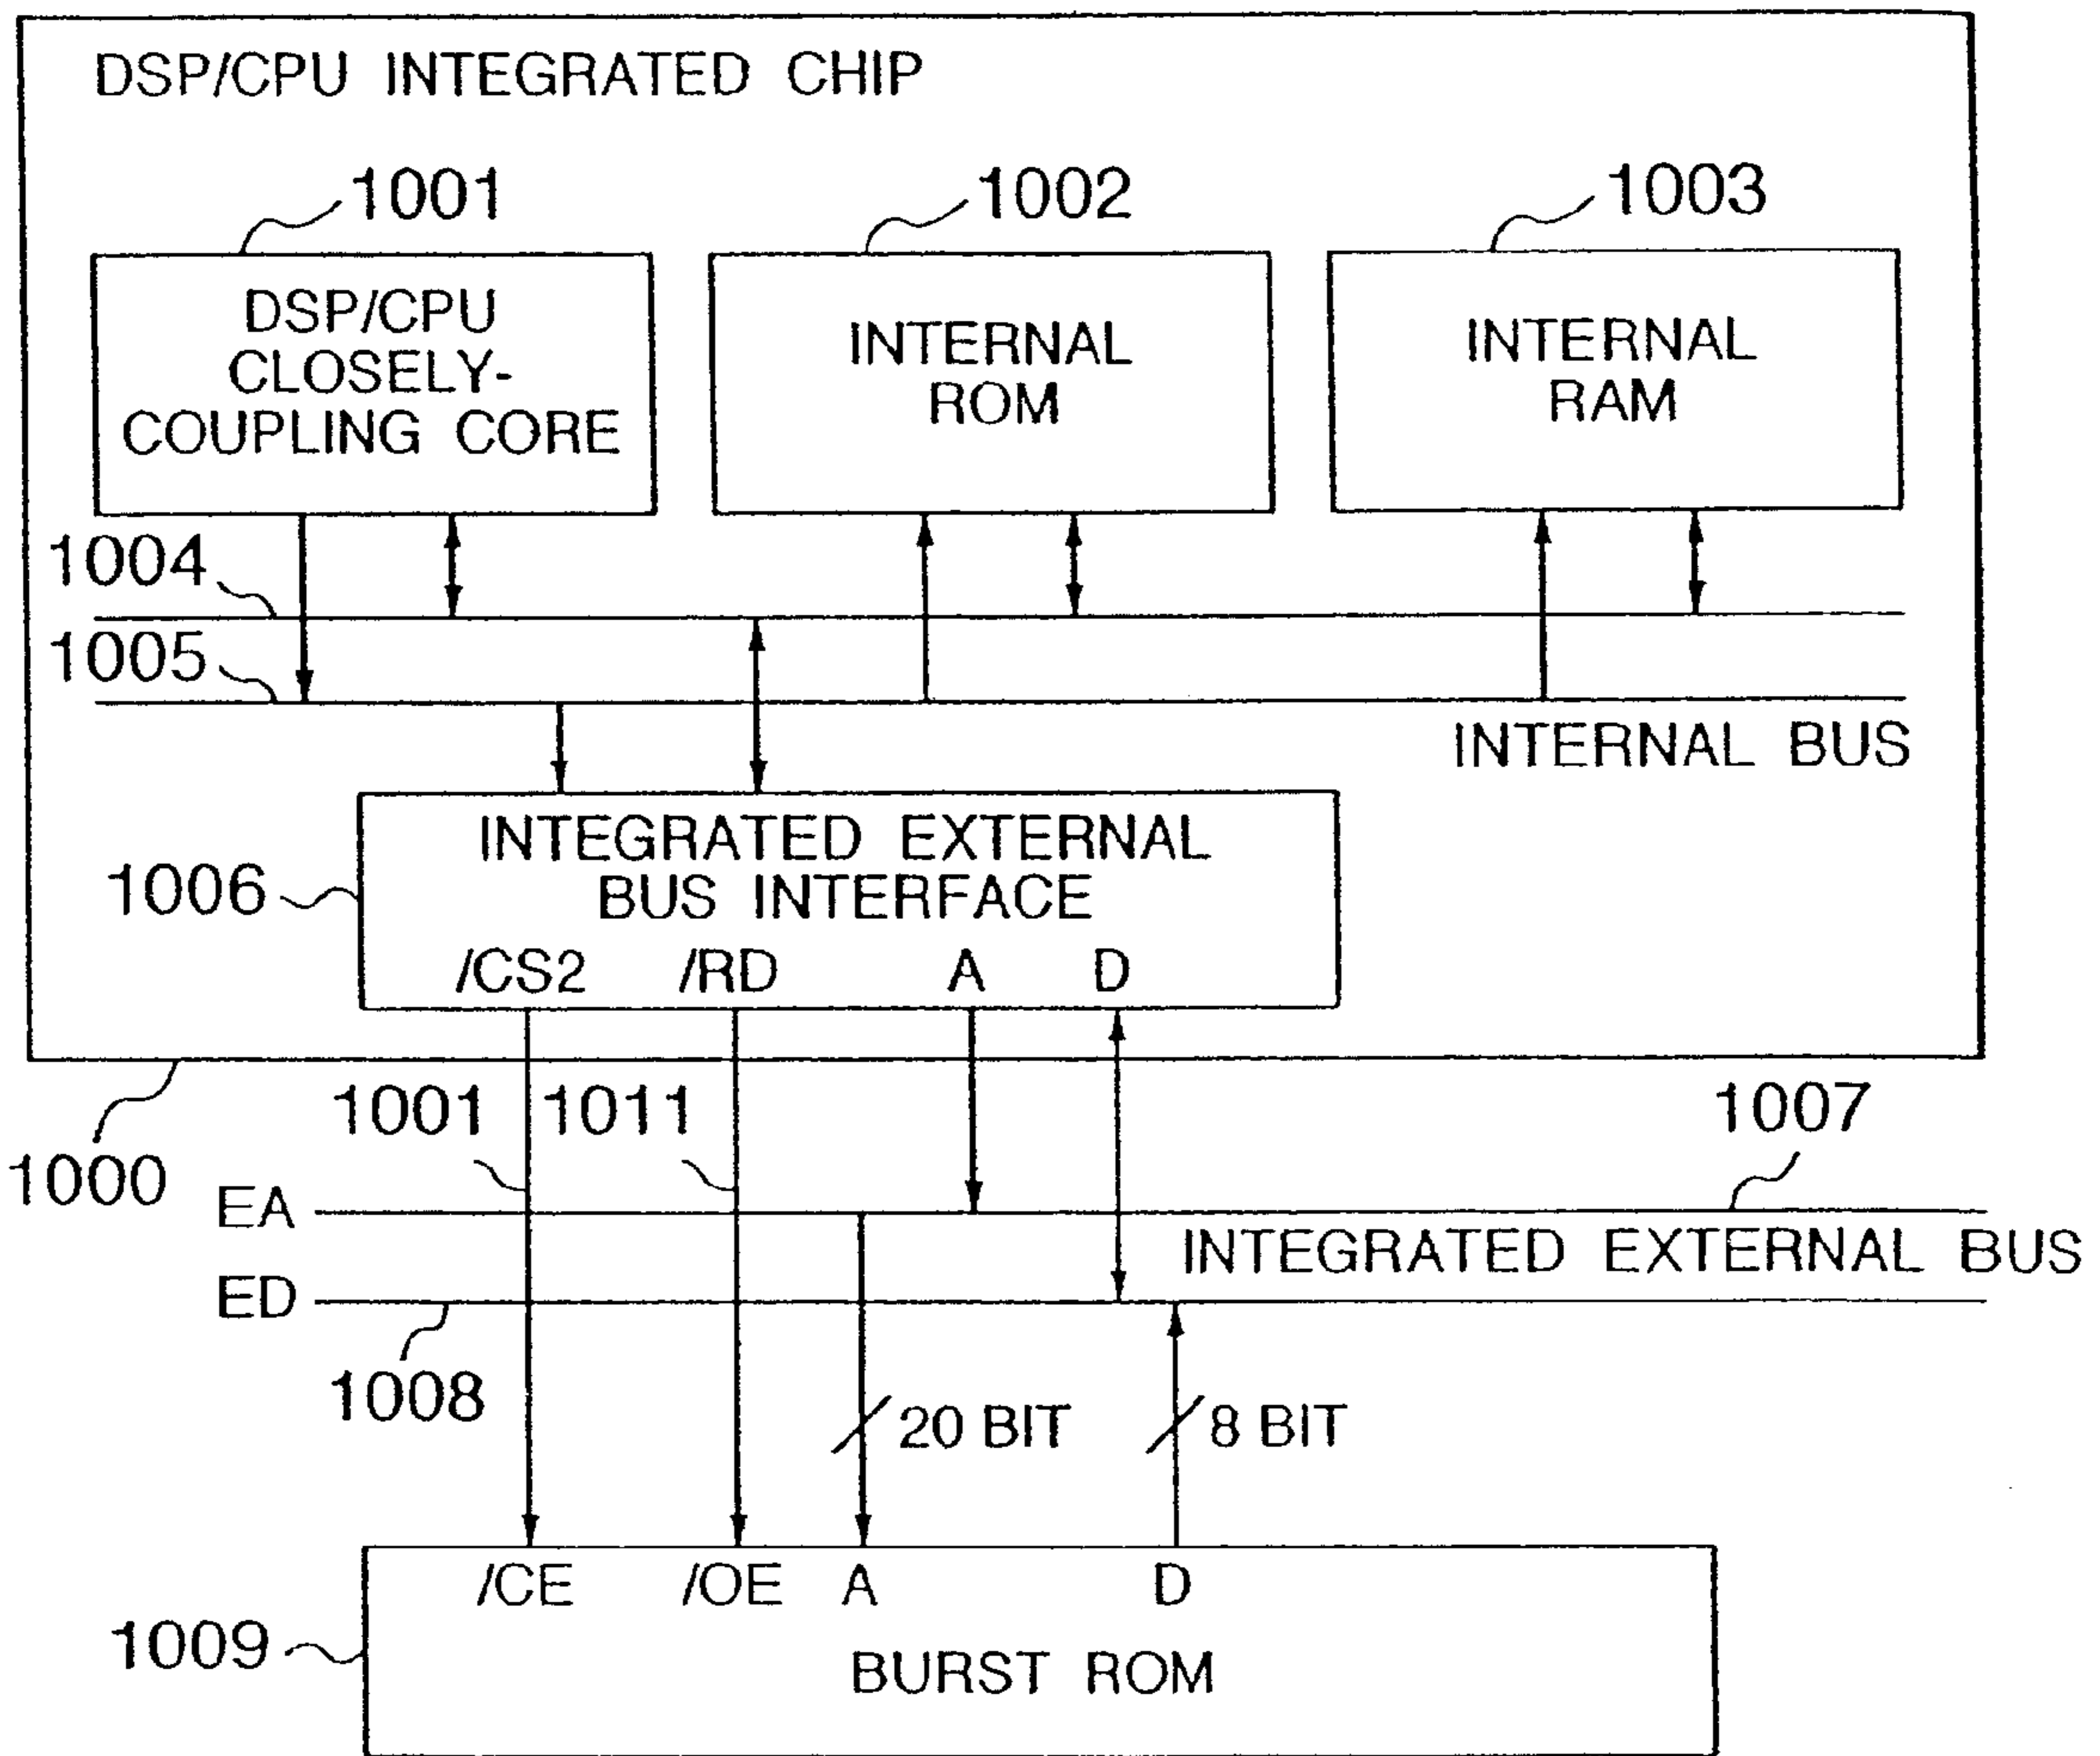 DSP/CPU INTEGRATED CHIP
1001
1002
1003
DSP/CPU
CLOSELY-
COUPLING CORE
INTERNAL
ROM
INTERNAL
RAM
1004
1005
INTERNAL BUS
INTEGRATED EXTERNAL
BUS INTERFACE
1006
/CS2 /RD A D
1001 1011
1007
1000
EA
INTEGRATED EXTERNAL BUS
ED
1008
20 BIT
8 BIT
/CE /OE A D
1009
BURST ROM